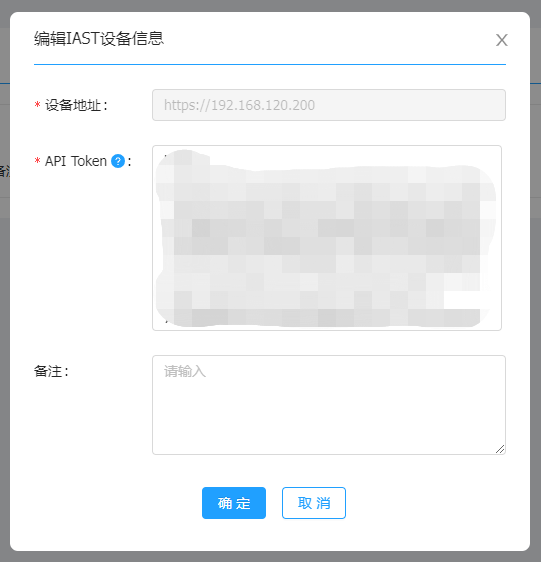 编辑IAST设备信息
* 设备地址：
https://192.168.120.200
* API Token ? ：
备注：
请输入
确 定
取 消